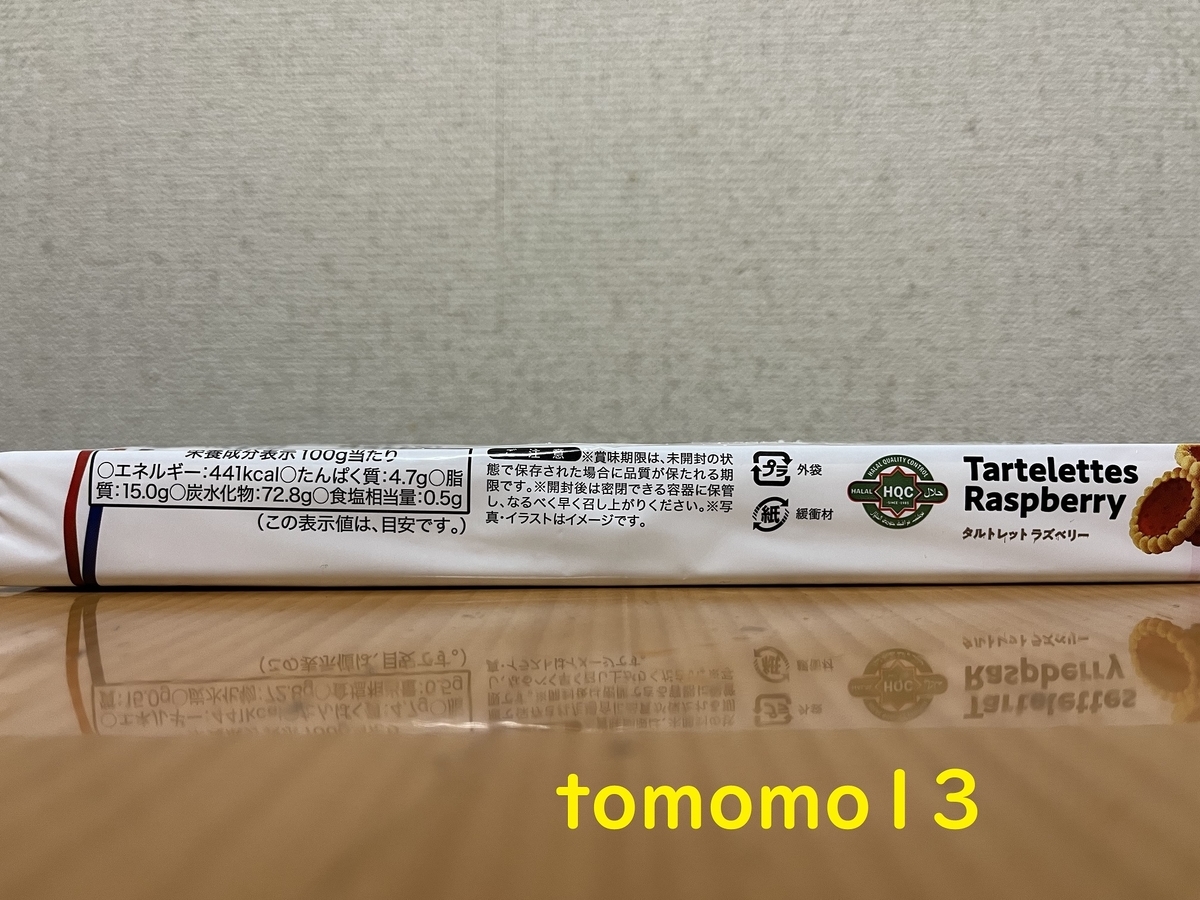 栄養成分表示 100g当たり
○エネルギー:441kcal○たんぱく質:4.7g○脂
質:15.0g○炭水化物:72.8g○食塩相当量:0.5g
(この表示値は、目安です。)
ご注意 ※賞味期限は、未開封の状
態で保存された場合に品質が保たれる期
限です。※開封後は密閉できる容器に保管
し、なるべく早く召し上がりください。※写
真・イラストはイメージです。
プラ 外袋
紙 緩衝材
HALAL QUALITY CONTROL
HALAL HQC حلال
Tartelettes
Raspberry
タルトレット ラズベリー
tomomo13